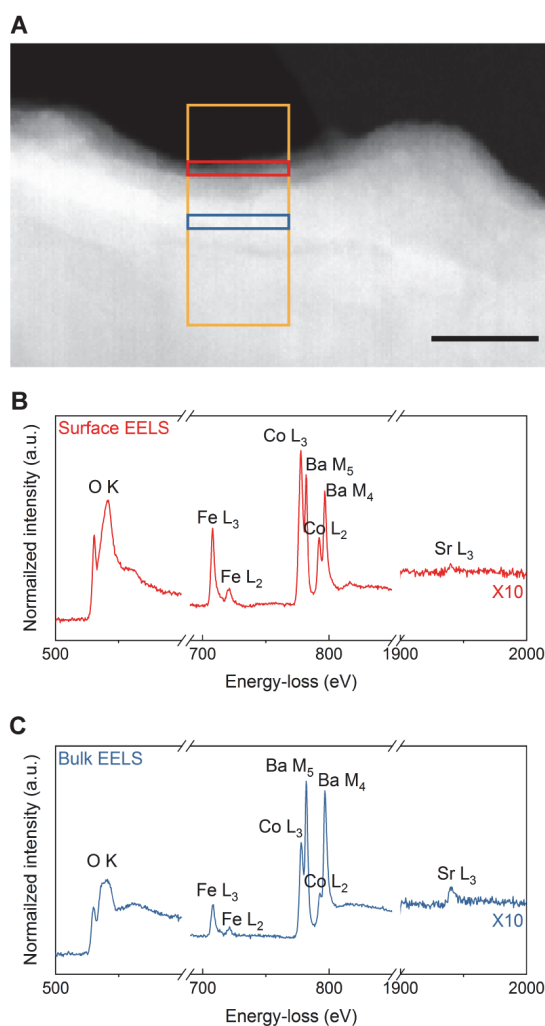 A
B
Normalized intensity (a.u.)
Surface EELS
O K
Fe L3
Fe L2
Co L3
Ba M5
Ba M4
Co L2
Sr L3
X10
500
700
800
1900
2000
Energy-loss (eV)
C
Normalized intensity (a.u.)
Bulk EELS
O K
Fe L3
Fe L2
Ba M5
Ba M4
Co L3
Co L2
Sr L3
X10
500
700
800
1900
2000
Energy-loss (eV)